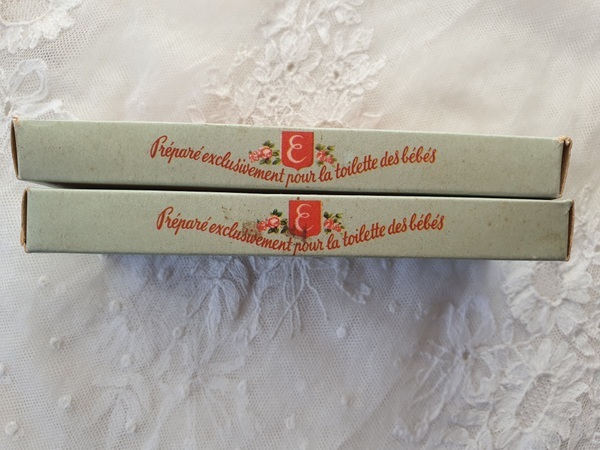 E
Préparé exclusivement pour la toilette des bébés
E
Préparé exclusivement pour la toilette des bébés